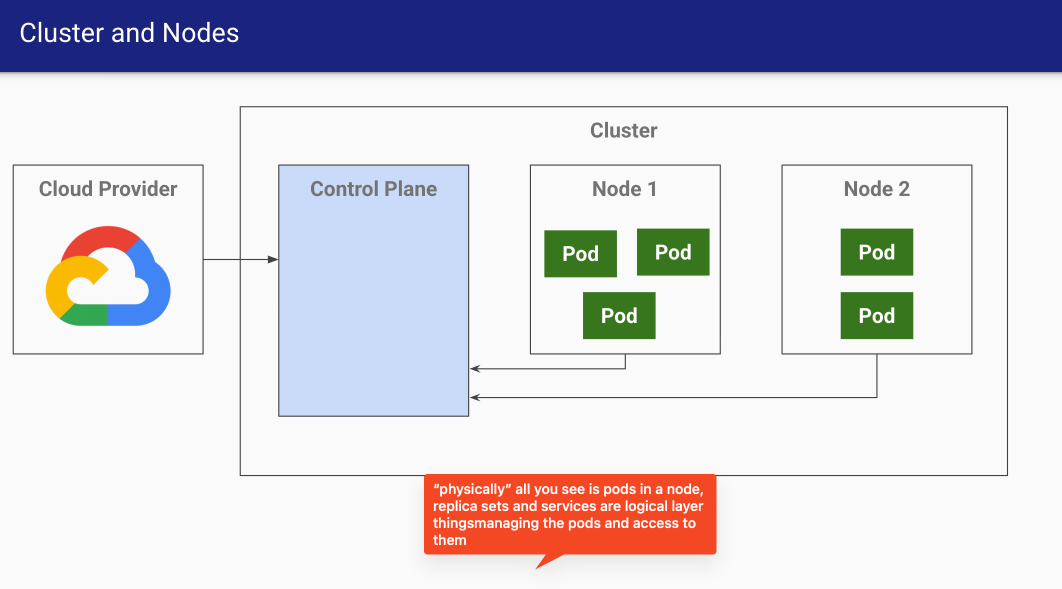 Cluster and Nodes
Cluster
Cloud Provider
Control Plane
Node 1
Node 2
Pod
Pod
Pod
Pod
Pod
“physically” all you see is pods in a node,
replica sets and services are logical layer
thingsmanaging the pods and access to
them